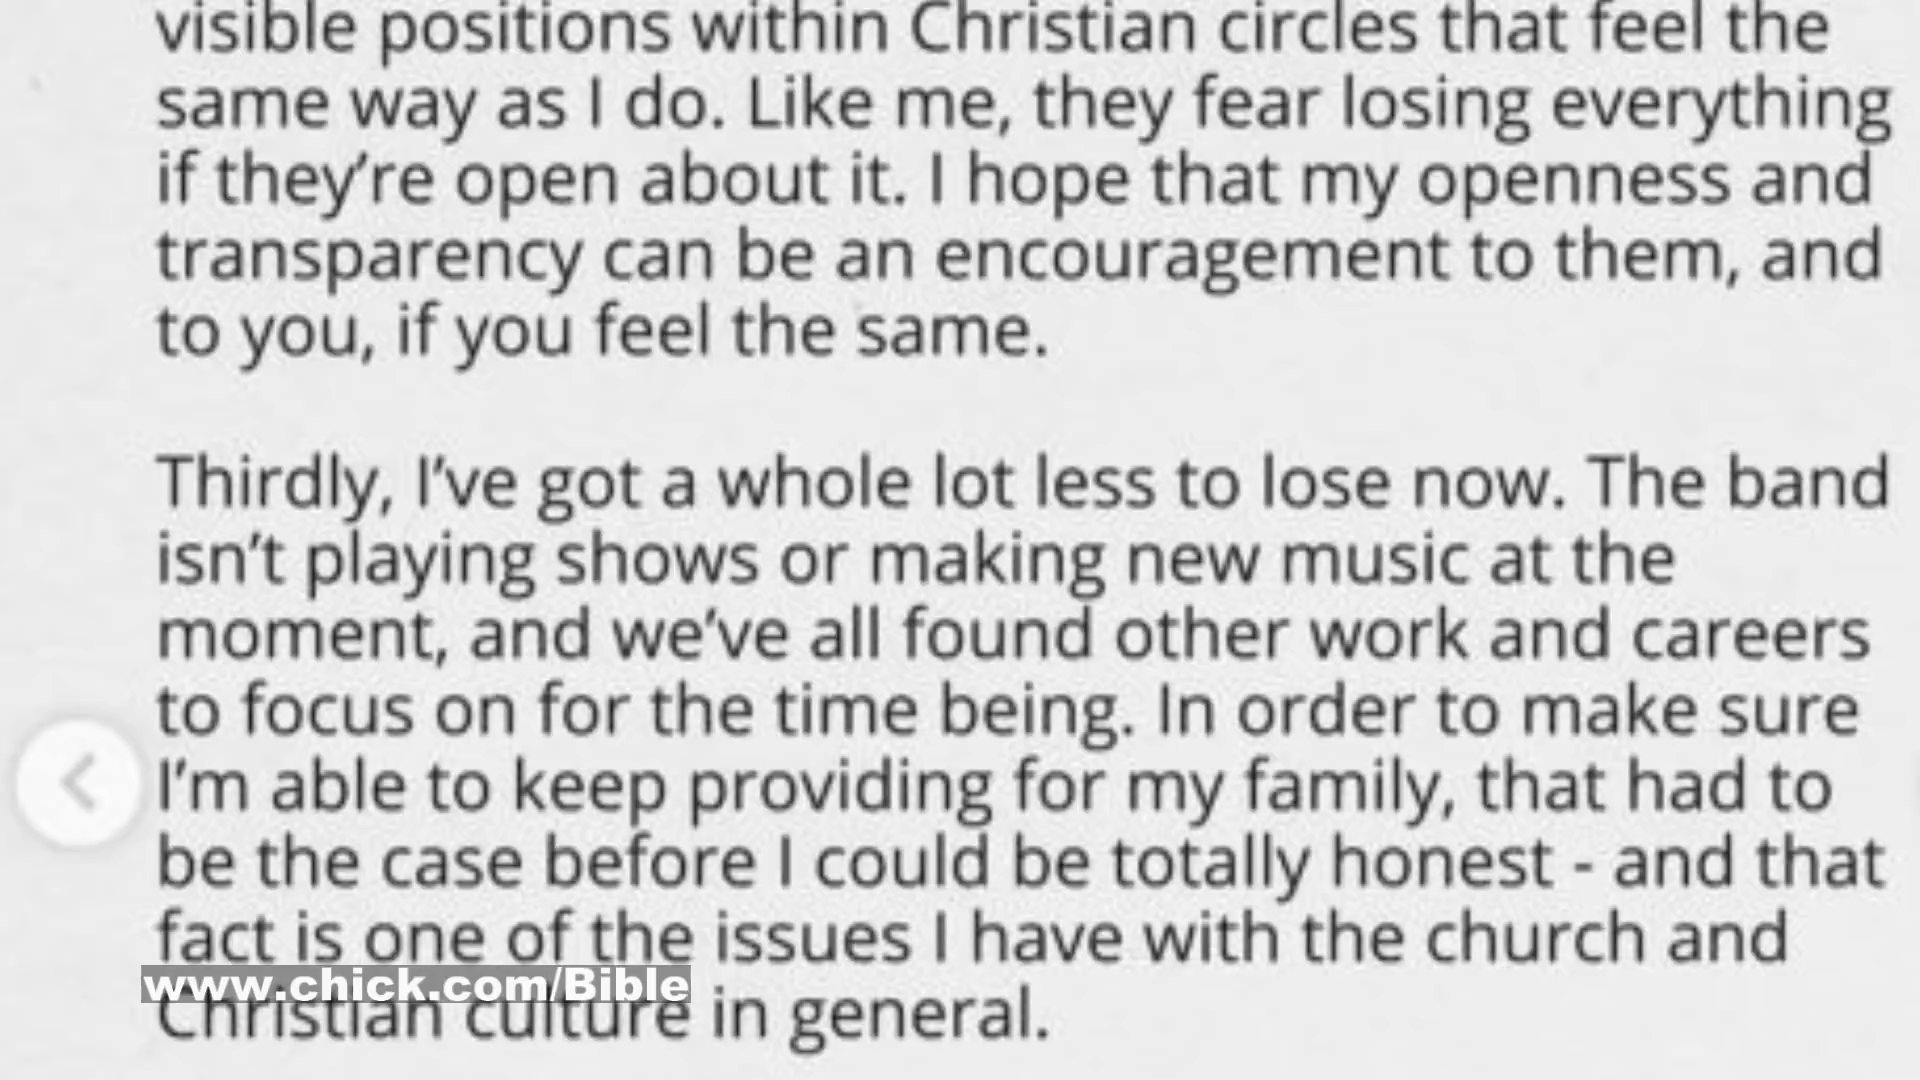 visible positions within Christian circles that feel the
same way as I do. Like me, they fear losing everything
if they're open about it. I hope that my openness and
transparency can be an encouragement to them, and
to you, if you feel the same.
Thirdly, I've got a whole lot less to lose now. The band
isn't playing shows or making new music at the
moment, and we've all found other work and careers
to focus on for the time being. In order to make sure
I'm able to keep providing for my family, that had to
be the case before I could be totally honest - and that
fact is one of the issues I have with the church and
www.chick.com/Bible
Christian culture in general.